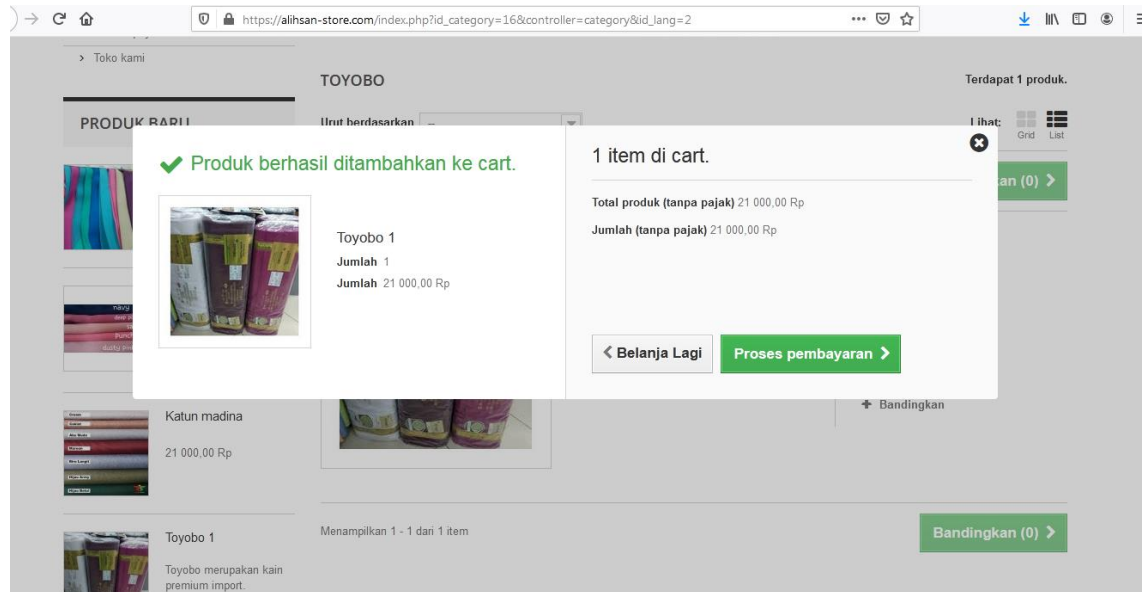 https://alihsan-store.com/index.php?id_category=16&controller=category&id_lang=2
> Toko kami
TOYOBO
Terdapat 1 produk.
PRODUK BARU
Urut berdasarkan --
Lihat:
Grid List
Produk berhasil ditambahkan ke cart.
Toyobo 1
Jumlah 1
Jumlah 21 000,00 Rp
1 item di cart.
Total produk (tanpa pajak) 21 000,00 Rp
Jumlah (tanpa pajak) 21 000,00 Rp
Belanja Lagi
Proses pembayaran
an (0)
navy
dusty
Katun madina
21 000,00 Rp
+ Bandingkan
Menampilkan 1 - 1 dari 1 item
Bandingkan (0)
Toyobo 1
Toyobo merupakan kain
premium import.